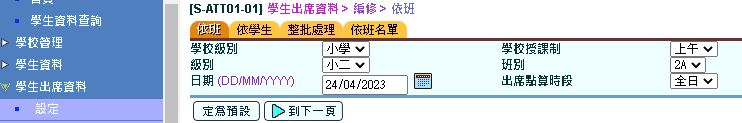 [S-ATT01-01] 學生出席資料 > 編修 > 依班
學生資料查詢
依班 依學生 整批處理 依班名單
學校管理
學校級別 小學 學校授課制 上午
學生資料
級別 小二 班別 2A
學生出席資料
日期 (DD/MM/YYYY) 24/04/2023 出席點算時段 全日
設定
定為預設 到下一頁